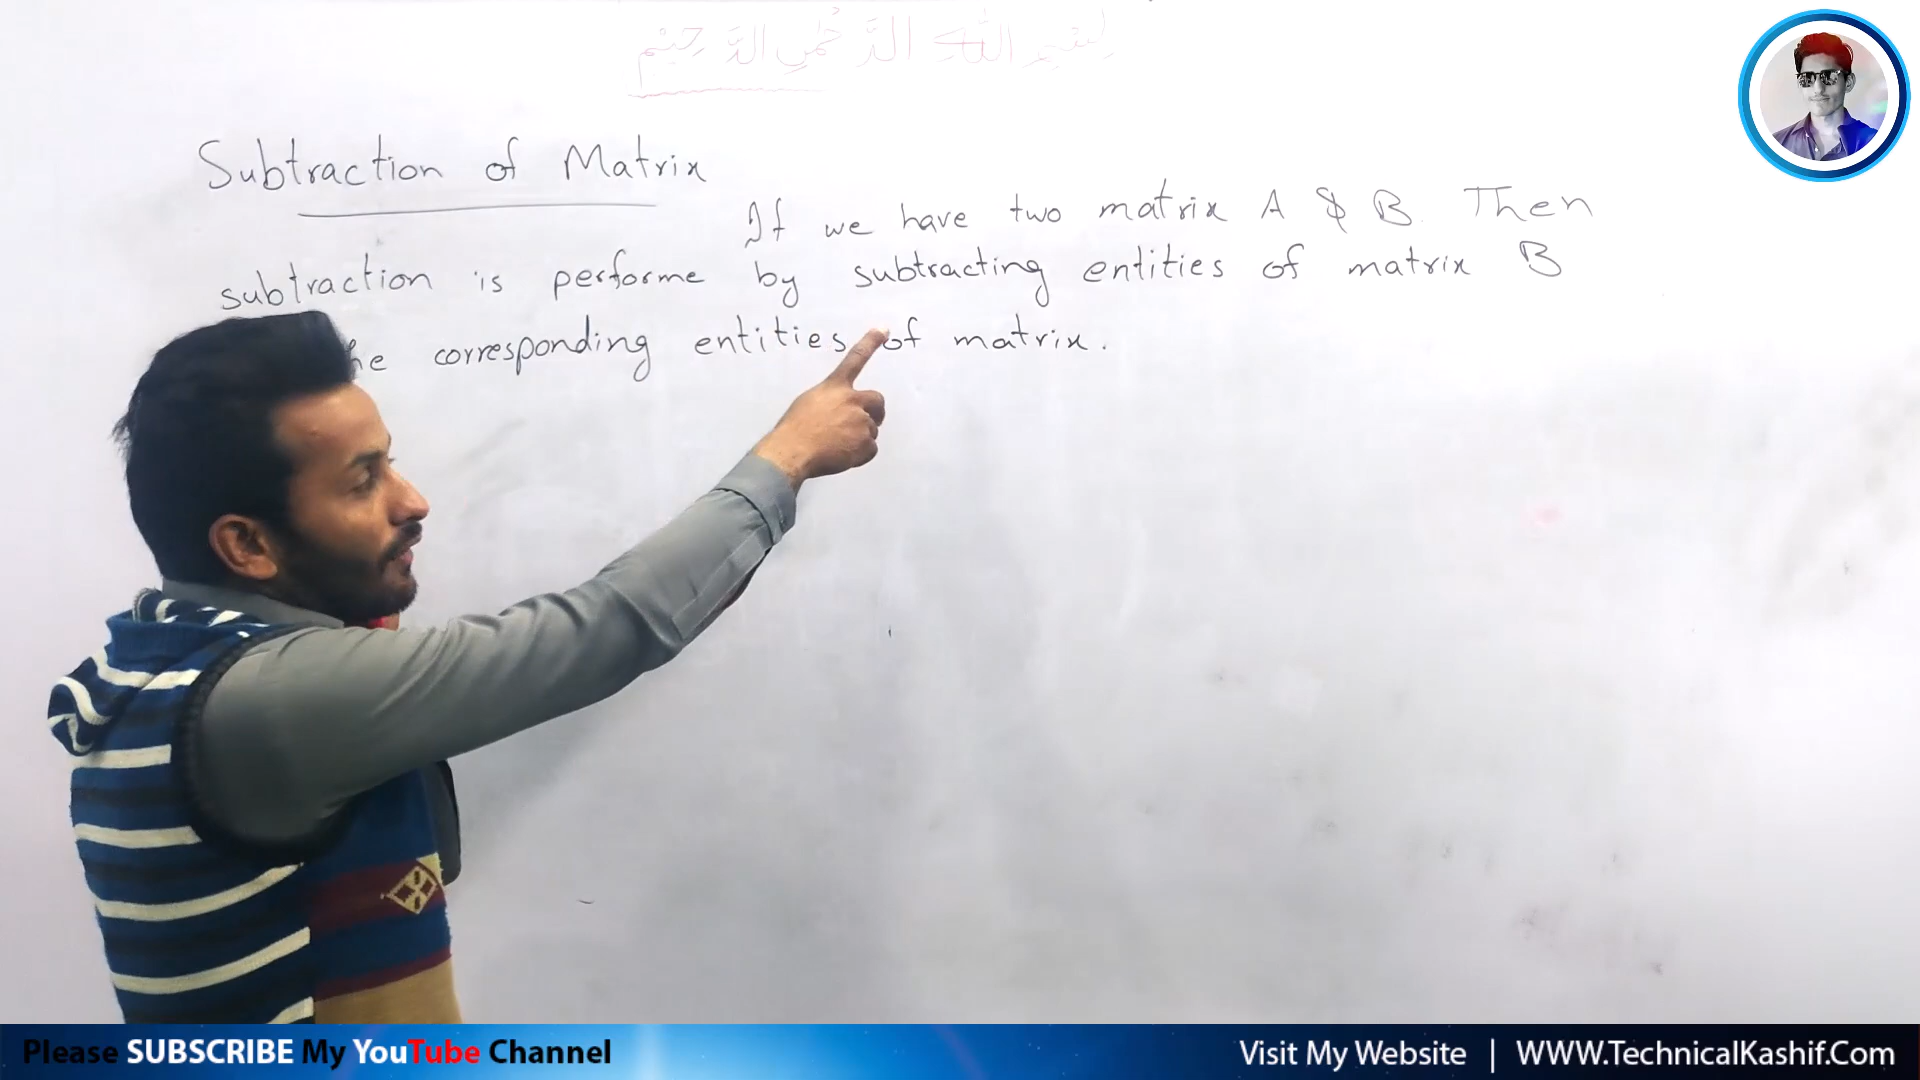 بسم الله الرحمن الرحيم
Subtraction of Matrix
If we have two matrix A & B. Then
subtraction is performe by subtracting entities of matrix B
corresponding entities of matrix.
Please SUBSCRIBE My YouTube Channel
Visit My Website | WWW.TechnicalKashif.Com